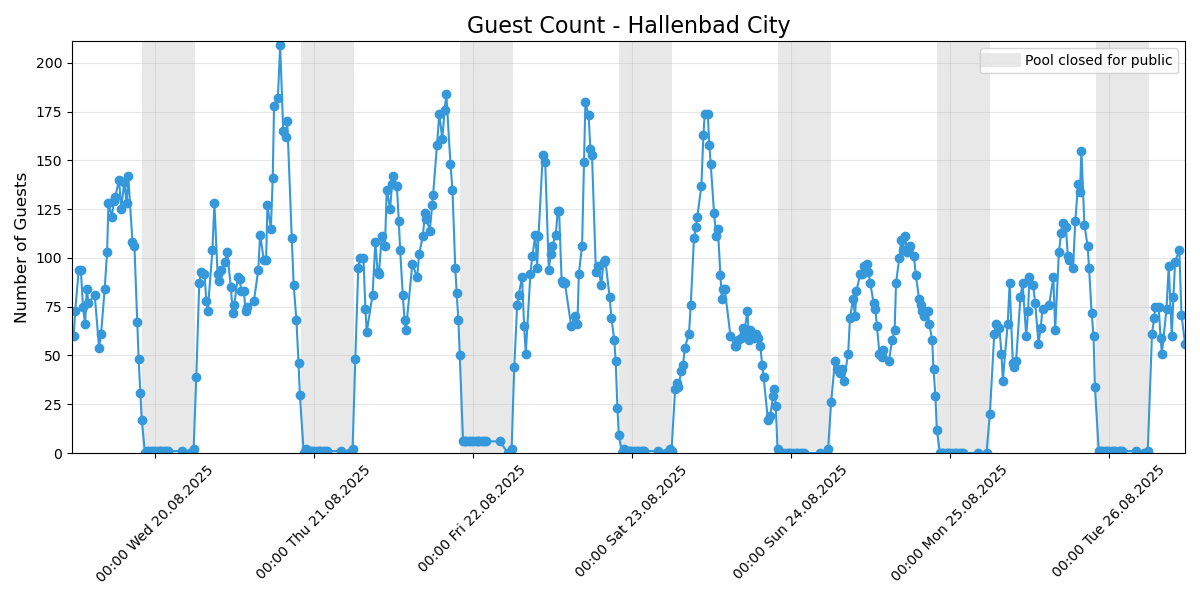 Guest Count - Hallenbad City
Number of Guests
200
175
150
125
100
75
50
25
0
Pool closed for public
00:00 Wed 20.08.2025
00:00 Thu 21.08.2025
00:00 Fri 22.08.2025
00:00 Sat 23.08.2025
00:00 Sun 24.08.2025
00:00 Mon 25.08.2025
00:00 Tue 26.08.2025